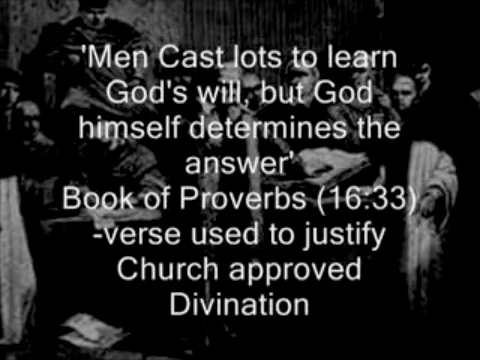 'Men Cast lots to learn
God's will, but God
himself determines the
answer'
Book of Proverbs (16:33)
-verse used to justify
Church approved
Divination